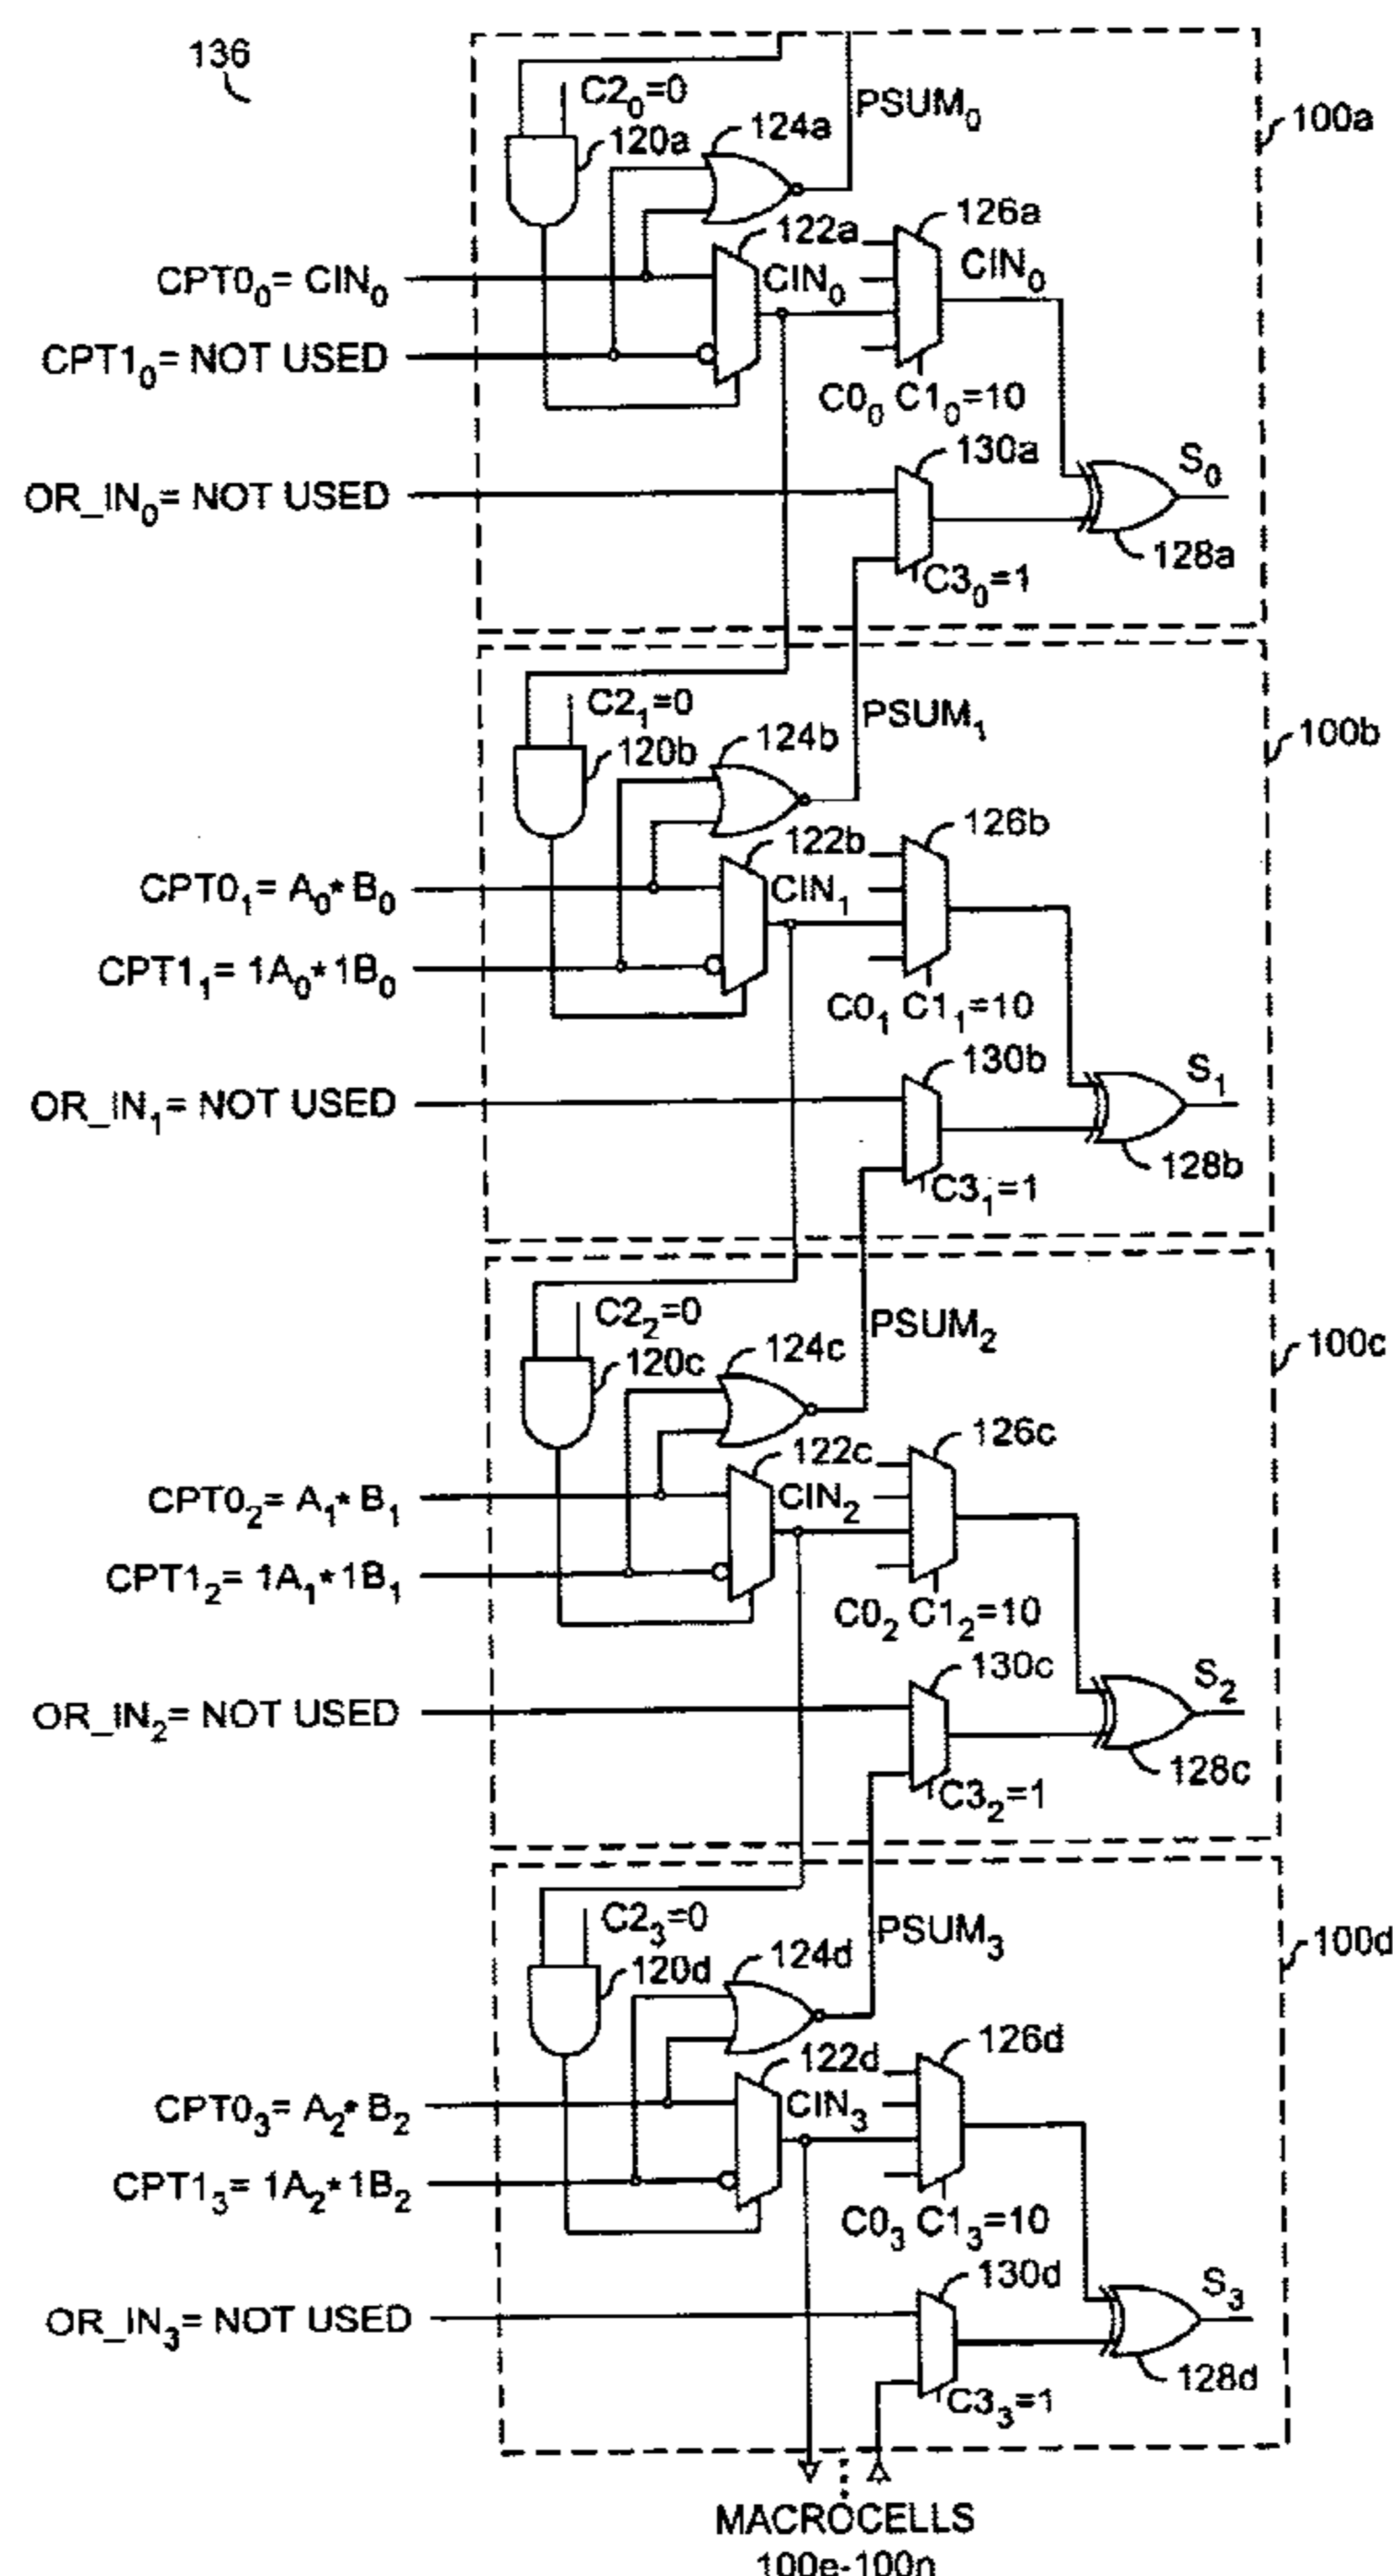 136
C2₀=0
PSUM₀
100a
120a
124a
122a
126a
CPT0₀= CIN₀
CIN₀
CIN₀
CPT1₀= NOT USED
C0₀ C1₀=10
130a
OR_IN₀= NOT USED
S₀
128a
C3₀=1
C2₁=0
PSUM₁
100b
120b
124b
122b
126b
CPT0₁= A₀* B₀
CIN₁
CPT1₁= 1A₀* 1B₀
C0₁ C1₁=10
130b
OR_IN₁= NOT USED
S₁
128b
C3₁=1
C2₂=0
PSUM₂
100c
120c
124c
122c
126c
CPT0₂= A₁* B₁
CIN₂
CPT1₂= 1A₁* 1B₁
C0₂ C1₂=10
130c
OR_IN₂= NOT USED
S₂
128c
C3₂=1
C2₃=0
PSUM₃
100d
120d
124d
122d
126d
CPT0₃= A₂* B₂
CIN₃
CPT1₃= 1A₂* 1B₂
C0₃ C1₃=10
130d
OR_IN₃= NOT USED
S₃
128d
C3₃=1
MACROCELLS
100e-100n